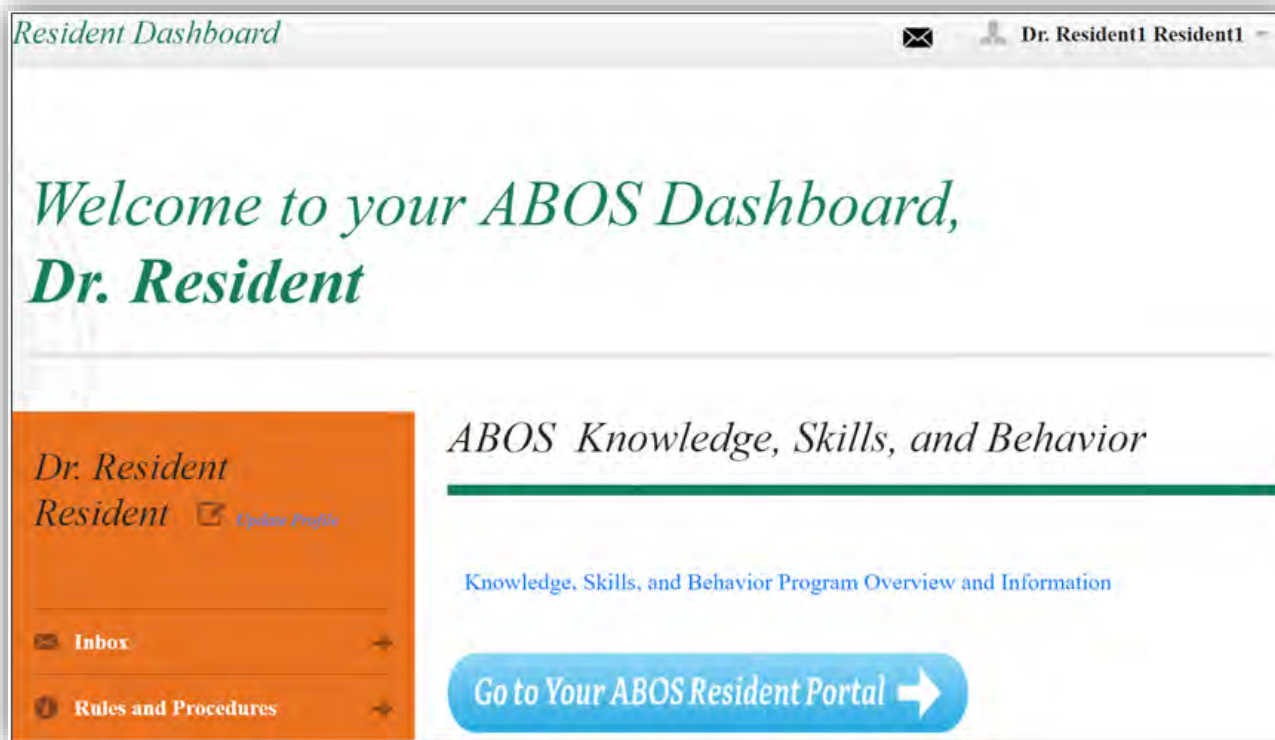 Resident Dashboard
Dr. Resident1 Resident1
Welcome to your ABOS Dashboard,
Dr. Resident
Dr. Resident
Resident Update Profile
Inbox
Rules and Procedures
ABOS Knowledge, Skills, and Behavior
Knowledge, Skills, and Behavior Program Overview and Information
Go to Your ABOS Resident Portal